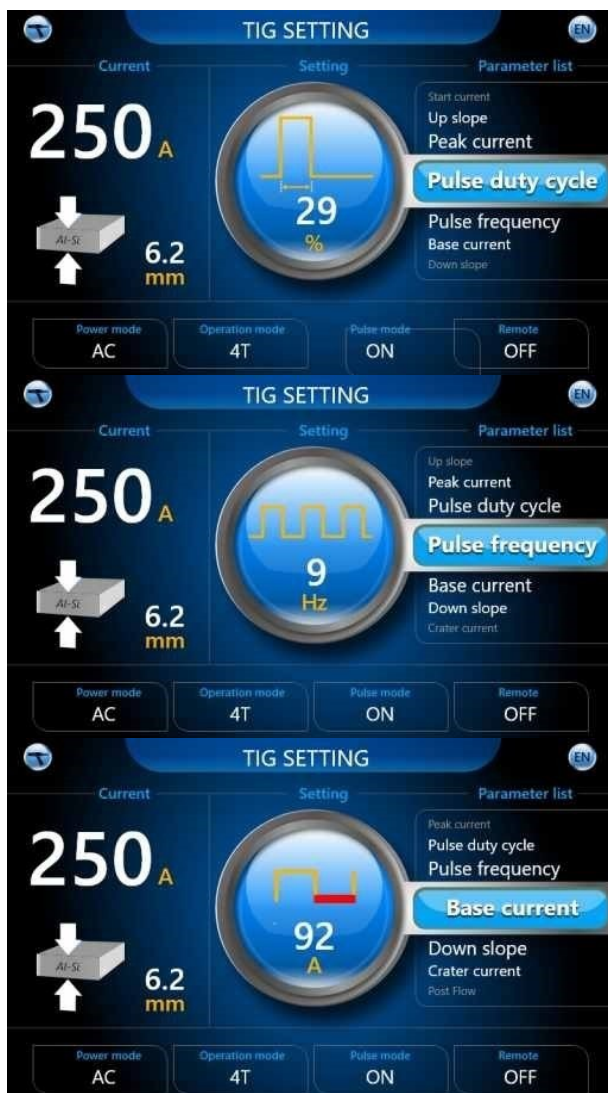 TIG SETTING
EN
Current
Setting
Parameter list
250 A
Al-Si
6.2
mm
29
%
Start current
Up slope
Peak current
Pulse duty cycle
Pulse frequency
Base current
Down slope
Power mode
AC
Operation mode
4T
Pulse mode
ON
Remote
OFF
TIG SETTING
EN
Current
Setting
Parameter list
250 A
Al-Si
6.2
mm
9
Hz
Up slope
Peak current
Pulse duty cycle
Pulse frequency
Base current
Down slope
Crater current
Power mode
AC
Operation mode
4T
Pulse mode
ON
Remote
OFF
TIG SETTING
EN
Current
Setting
Parameter list
250 A
Al-Si
6.2
mm
92
A
Peak current
Pulse duty cycle
Pulse frequency
Base current
Down slope
Crater current
Post Flow
Power mode
AC
Operation mode
4T
Pulse mode
ON
Remote
OFF